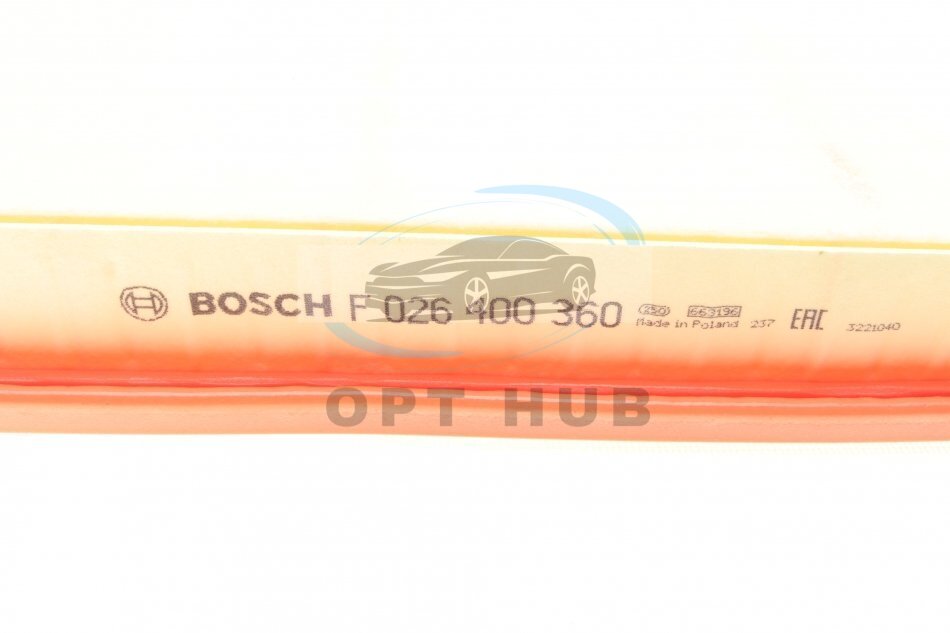 BOSCH F 026 400 360
Made in Poland 237 EAC 3221040
OPT HUB